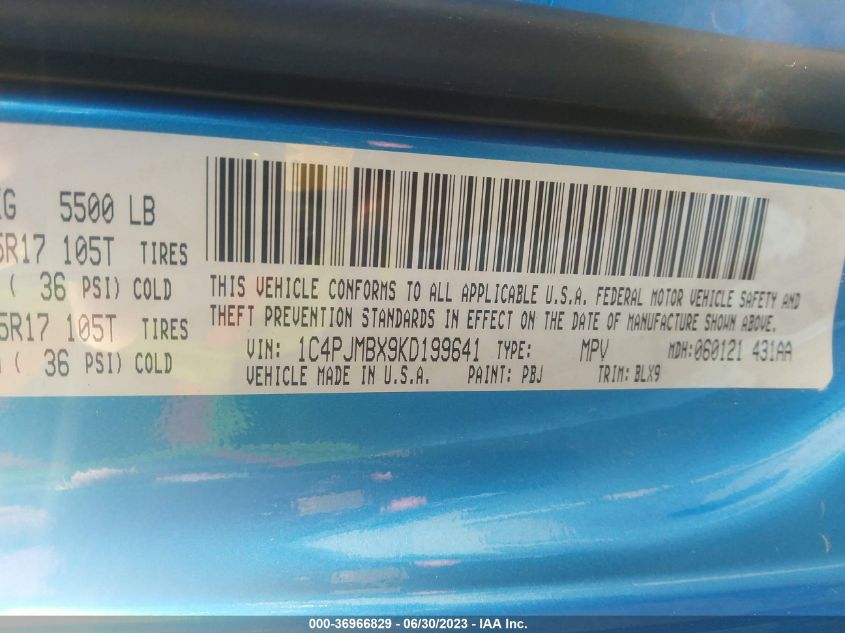 5500 LB
5R17 105T TIRES
( 36 PSI) COLD
5R17 105T TIRES
( 36 PSI) COLD
THIS VEHICLE CONFORMS TO ALL APPLICABLE U.S.A. FEDERAL MOTOR VEHICLE SAFETY AND
THEFT PREVENTION STANDARDS IN EFFECT ON THE DATE OF MANUFACTURE SHOWN ABOVE.
VIN: 1C4PJMBX9KD199641 TYPE: MPV MDH:060121 431AA
VEHICLE MADE IN U.S.A. PAINT: PBJ TRIM: BLX9
000-36966829 - 06/30/2023 - IAA Inc.